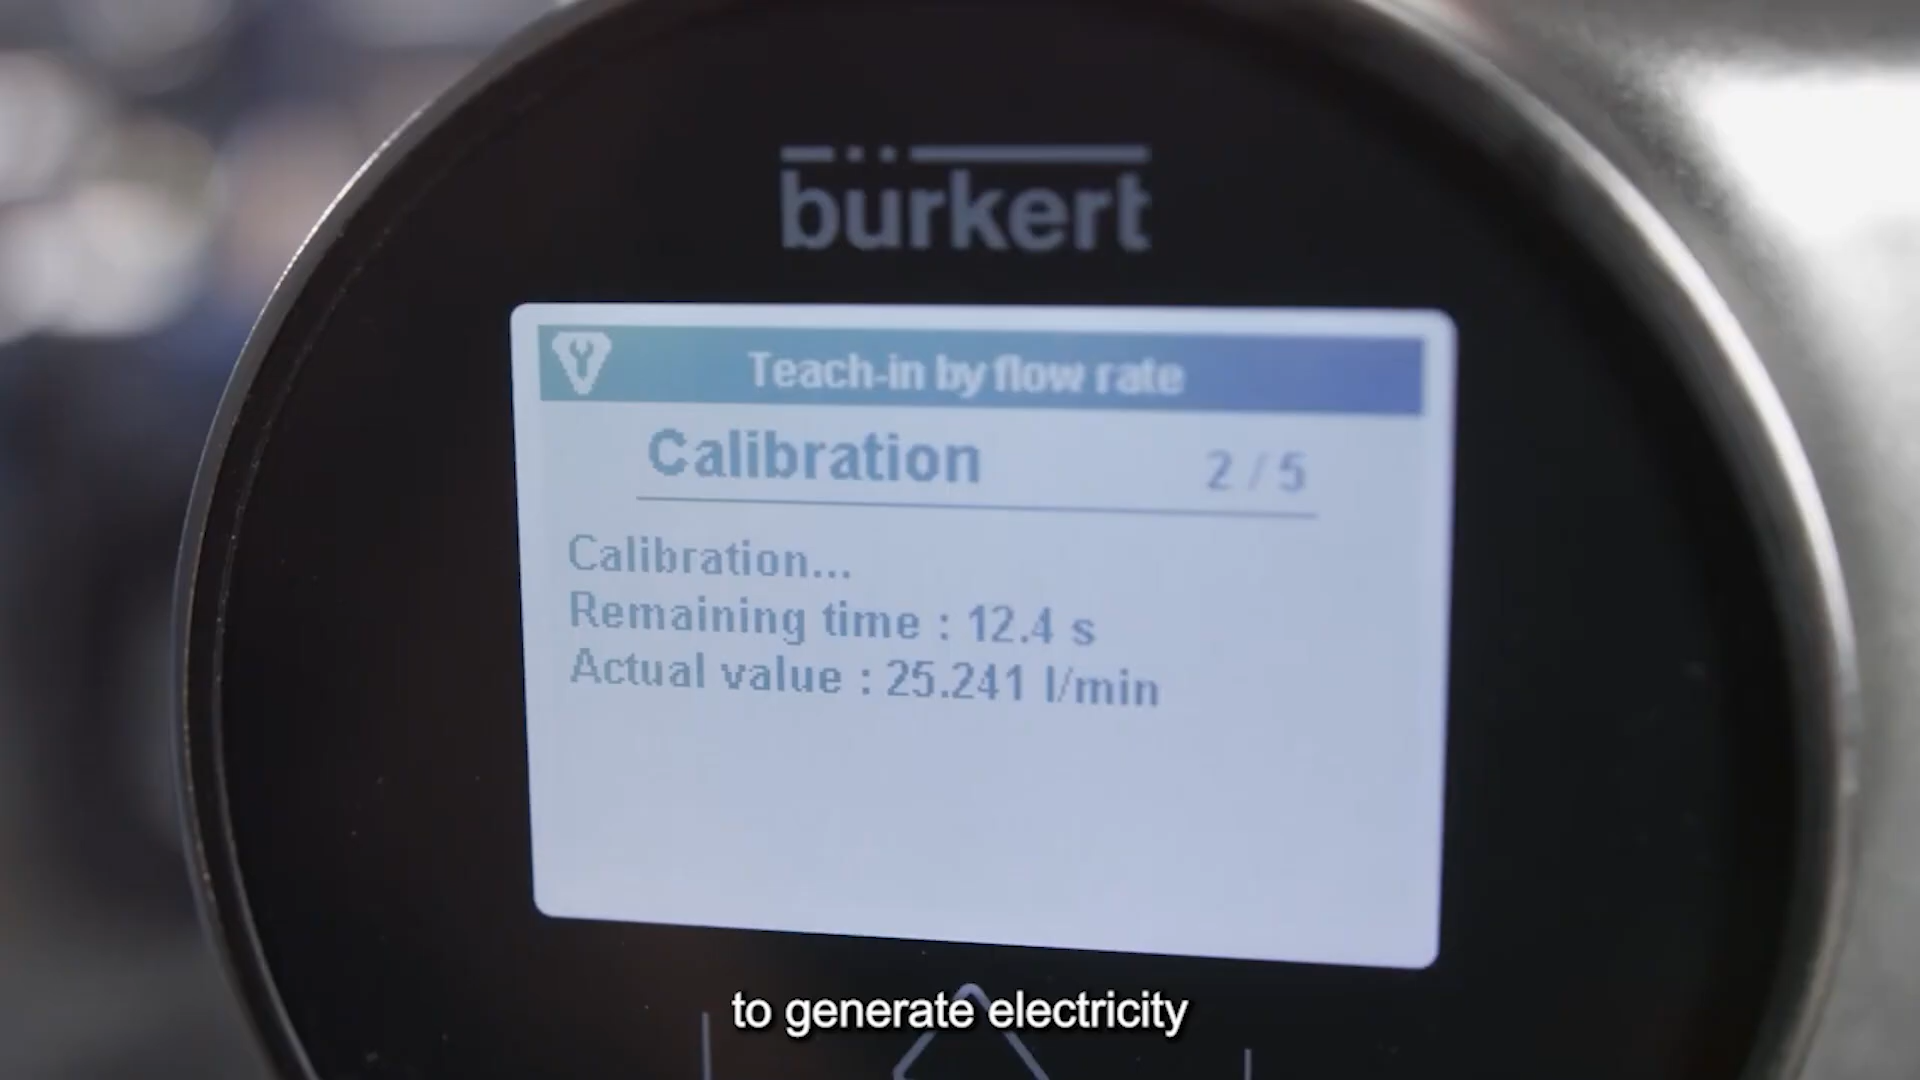 bürkert
Teach-in by flow rate
Calibration 2 / 5
Calibration...
Remaining time : 12.4 s
Actual value : 25.241 l/min
to generate electricity